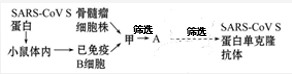 SARS-CoV S 骨髓瘤
蛋白 细胞株 筛选 筛选 SARS-CoV S
甲 A 蛋白单克隆
小鼠体内 已免疫 抗体
B细胞